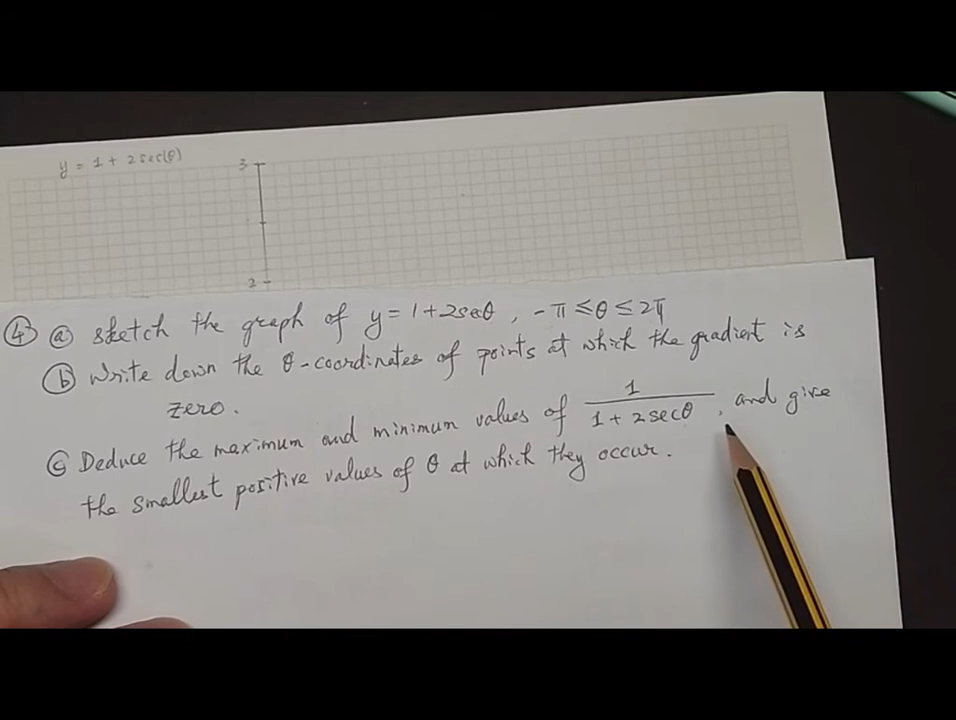 y = 1 + 2 sec(θ)
3
2
④ ⓐ sketch the graph of y = 1+2secθ , -π ≤ θ ≤ 2π
ⓑ Write down the θ-coordinates of points at which the gradient is
zero.
ⓒ Deduce the maximum and minimum values of 1/(1+2secθ) , and give
the smallest positive values of θ at which they occur.